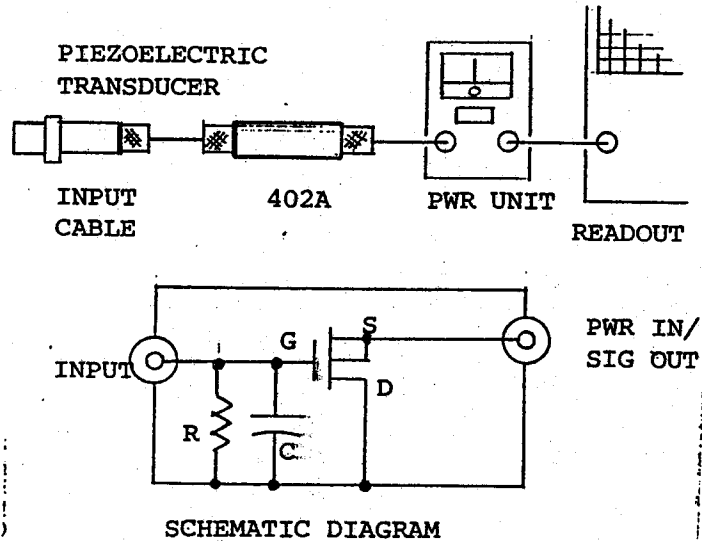 PIEZOELECTRIC
TRANSDUCER
INPUT
CABLE
402A
PWR UNIT
READOUT
INPUT
G
S
D
R
C
PWR IN/
SIG OUT
SCHEMATIC DIAGRAM